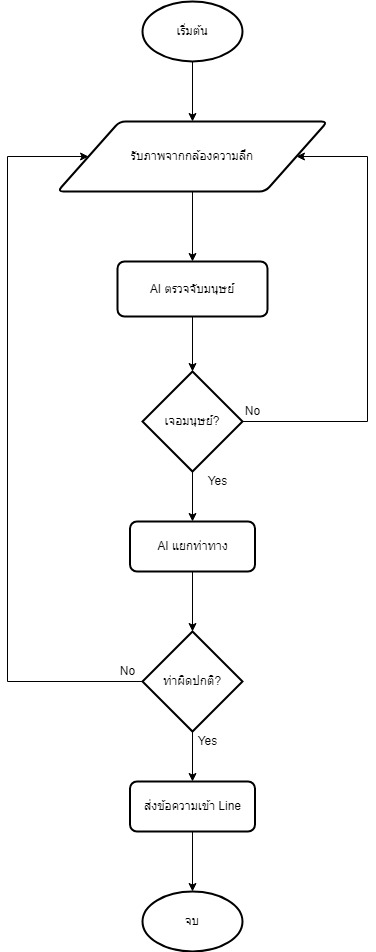 เริ่มต้น
รับภาพจากกล้องความลึก
AI ตรวจจับมนุษย์
เจอมนุษย์?
No
Yes
AI แยกท่าทาง
ท่าผิดปกติ?
No
Yes
ส่งข้อความเข้า Line
จบ